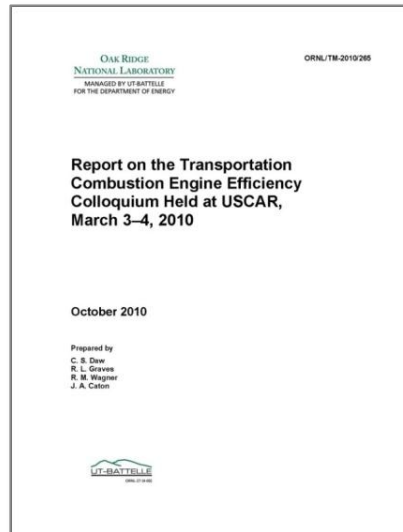 OAK RIDGE
NATIONAL LABORATORY
MANAGED BY UT-BATTELLE
FOR THE DEPARTMENT OF ENERGY
ORNL/TM-2010/265
Report on the Transportation
Combustion Engine Efficiency
Colloquium Held at USCAR,
March 3–4, 2010
October 2010
Prepared by
C. S. Daw
R. L. Graves
R. M. Wagner
J. A. Caton
UT-BATTELLE